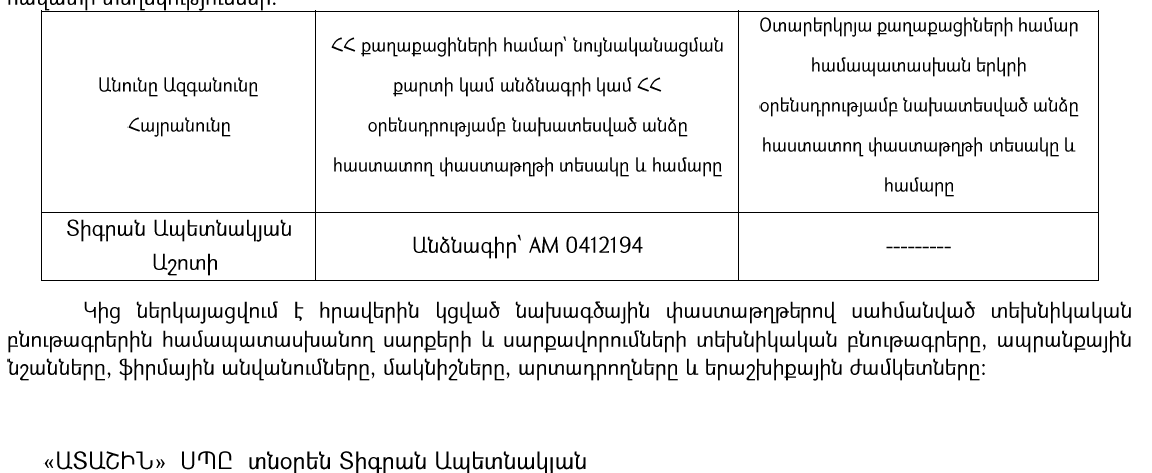 հավատի տեղեկություններ:
Անունը Ազգանունը
Հայրանունը
ՀՀ քաղաքացիների համար՝ նույնականացման
քարտի կամ անձնագրի կամ ՀՀ
օրենսդրությամբ նախատեսված անձը
հաստատող փաստաթղթի տեսակը և համարը
Օտարերկրյա քաղաքացիների համար
համապատասխան երկրի
օրենսդրությամբ նախատեսված անձը
հաստատող փաստաթղթի տեսակը և
համարը
Տիգրան Ապետնակյան
Աշոտի
Անձնագիր՝ AM 0412194
---------
Կից ներկայացվում է հրավերին կցված նախագծային փաստաթղթերով սահմանված տեխնիկական
բնութագրերին համապատասխանող սարքերի և սարքավորումների տեխնիկական բնութագրերը, ապրանքային
նշանները, ֆիրմային անվանումները, մակնիշները, արտադրողները և երաշխիքային ժամկետները:
«ԱՏԱՇԻՆ» ՍՊԸ տնօրեն Տիգրան Ապետնակյան